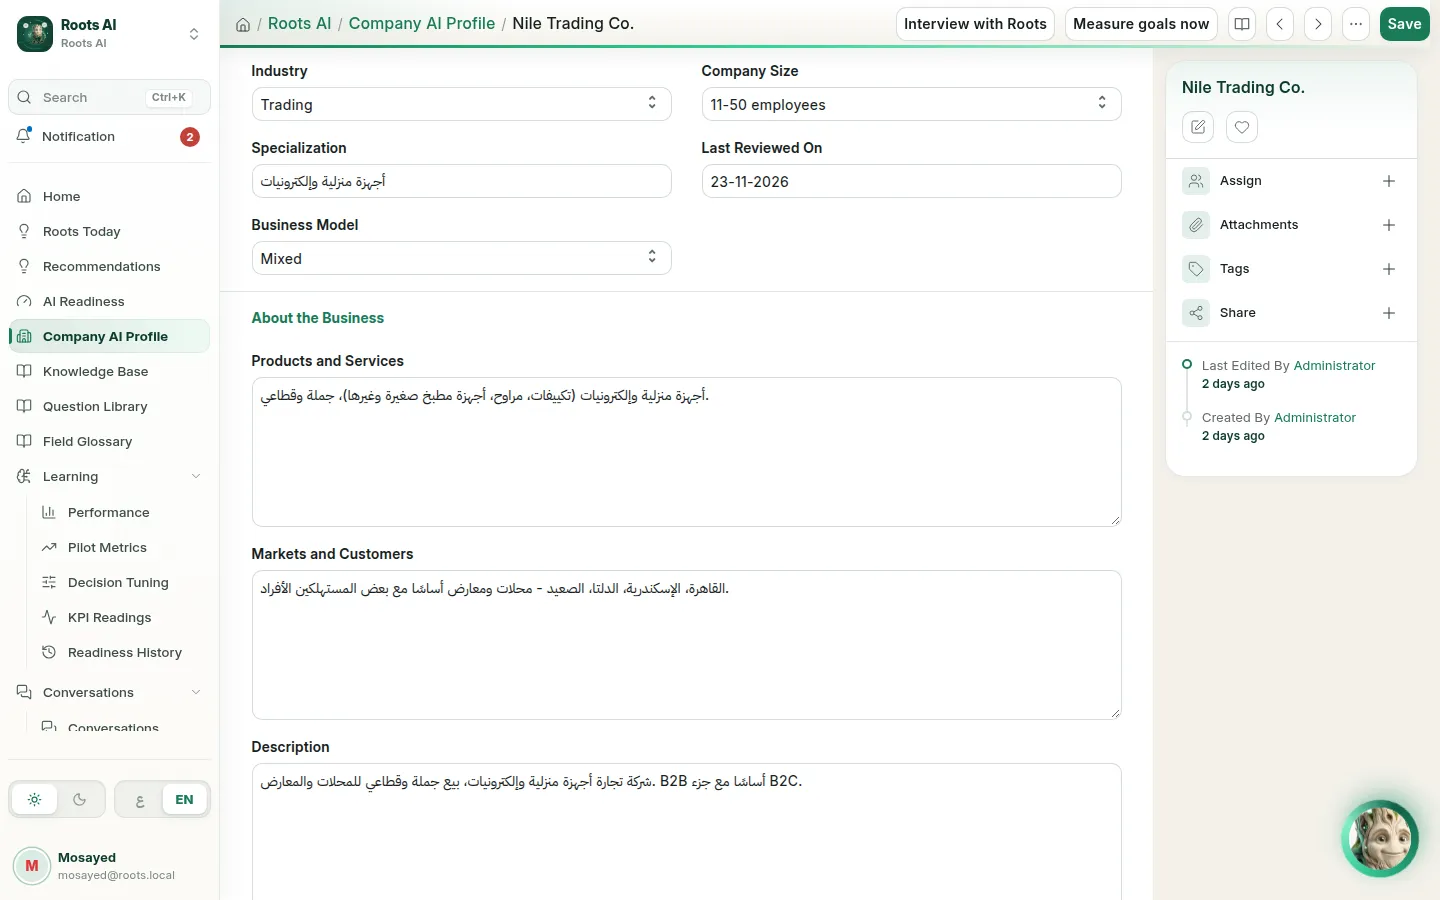 Roots AI
Roots AI
Search Ctrl+K
Notification 2
Home
Roots Today
Recommendations
AI Readiness
Company AI Profile
Knowledge Base
Question Library
Field Glossary
Learning
Performance
Pilot Metrics
Decision Tuning
KPI Readings
Readiness History
Conversations
Conversations
ع EN
M Mosayed
mosayed@roots.local
/ Roots AI / Company AI Profile / Nile Trading Co.
Interview with Roots Measure goals now ... Save
Industry
Trading
Company Size
11-50 employees
Specialization
أجهزة منزلية وإلكترونيات
Last Reviewed On
23-11-2026
Business Model
Mixed
About the Business
Products and Services
أجهزة منزلية وإلكترونيات (تكييفات، مراوح، أجهزة مطبخ صغيرة وغيرها)، جملة وقطاعي.
Markets and Customers
القاهرة، الإسكندرية، الدلتا، الصعيد - محلات ومعارض أساسًا مع بعض المستهلكين الأفراد.
Description
شركة تجارة أجهزة منزلية وإلكترونيات، بيع جملة وقطاعي للمحلات والمعارض. B2B أساسًا مع جزء B2C.
Nile Trading Co.
Assign
Attachments
Tags
Share
Last Edited By Administrator
2 days ago
Created By Administrator
2 days ago